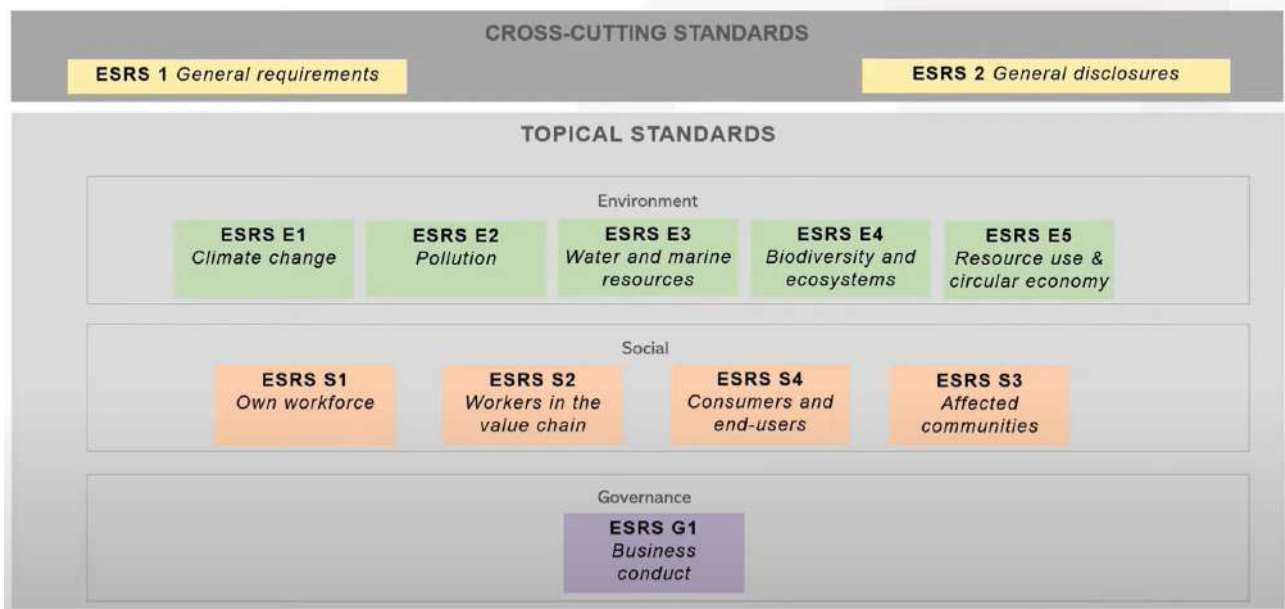 CROSS-CUTTING STANDARDS
ESRS 1 General requirements
ESRS 2 General disclosures
TOPICAL STANDARDS
Environment
ESRS E1
Climate change
ESRS E2
Pollution
ESRS E3
Water and marine
resources
ESRS E4
Biodiversity and
ecosystems
ESRS E5
Resource use &
circular economy
Social
ESRS S1
Own workforce
ESRS S2
Workers in the
value chain
ESRS S4
Consumers and
end-users
ESRS S3
Affected
communities
Governance
ESRS G1
Business
conduct